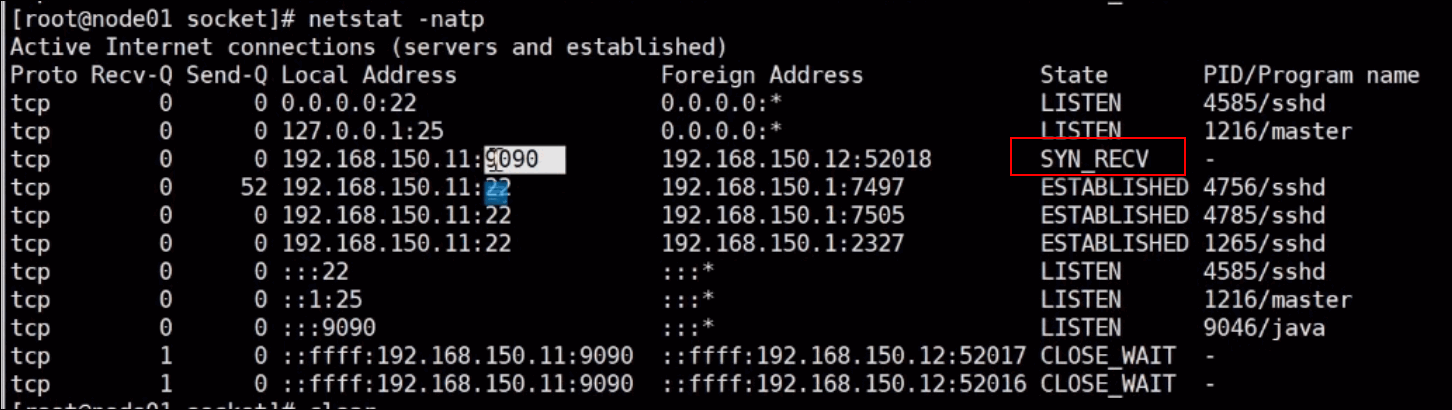 [root@node01 socket]# netstat -natp
Active Internet connections (servers and established)
Proto Recv-Q Send-Q Local Address Foreign Address State PID/Program name
tcp 0 0 0.0.0.0:22 0.0.0.0:* LISTEN 4585/sshd
tcp 0 0 127.0.0.1:25 0.0.0.0:* LISTEN 1216/master
tcp 0 0 192.168.150.11:9090 192.168.150.12:52018 SYN_RECV -
tcp 0 52 192.168.150.11:22 192.168.150.1:7497 ESTABLISHED 4756/sshd
tcp 0 0 192.168.150.11:22 192.168.150.1:7505 ESTABLISHED 4785/sshd
tcp 0 0 192.168.150.11:22 192.168.150.1:2327 ESTABLISHED 1265/sshd
tcp 0 0 :::22 :::* LISTEN 4585/sshd
tcp 0 0 ::1:25 :::* LISTEN 1216/master
tcp 0 0 :::9090 :::* LISTEN 9046/java
tcp 1 0 ::ffff:192.168.150.11:9090 ::ffff:192.168.150.12:52017 CLOSE_WAIT -
tcp 1 0 ::ffff:192.168.150.11:9090 ::ffff:192.168.150.12:52016 CLOSE_WAIT -
[root@node01 socket]# clear